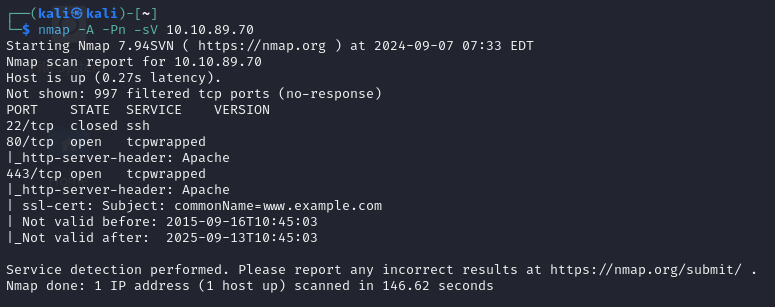 ┌──(kali㉿kali)-[~]
└─$ nmap -A -Pn -sV 10.10.89.70
Starting Nmap 7.94SVN ( https://nmap.org ) at 2024-09-07 07:33 EDT
Nmap scan report for 10.10.89.70
Host is up (0.27s latency).
Not shown: 997 filtered tcp ports (no-response)
PORT    STATE  SERVICE    VERSION
22/tcp  closed ssh
80/tcp  open   tcpwrapped
|_http-server-header: Apache
443/tcp open   tcpwrapped
|_http-server-header: Apache
| ssl-cert: Subject: commonName=www.example.com
| Not valid before: 2015-09-16T10:45:03
|_Not valid after:  2025-09-13T10:45:03
Service detection performed. Please report any incorrect results at https://nmap.org/submit/ .
Nmap done: 1 IP address (1 host up) scanned in 146.62 seconds